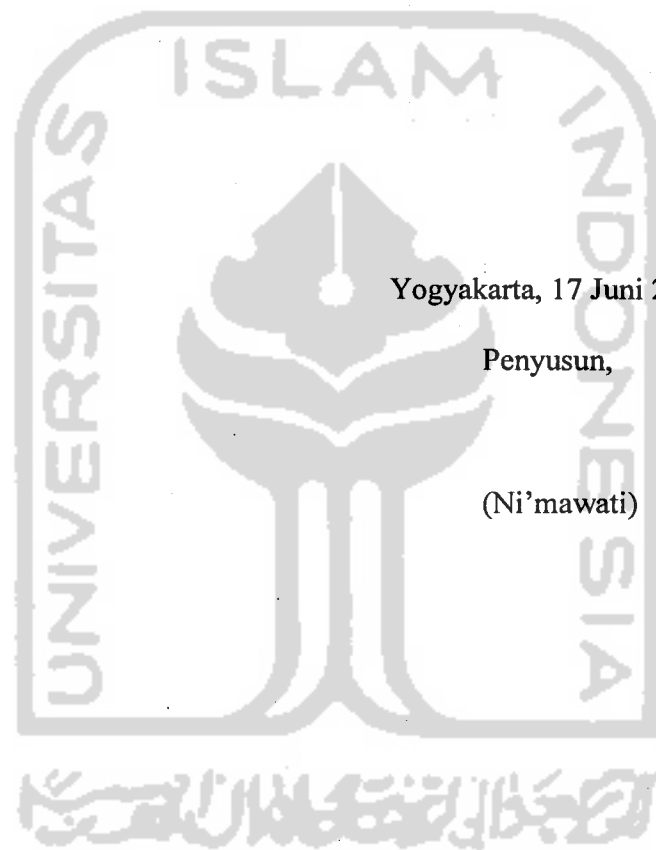 ISLAM
UNIVERSITAS
INDONESIA
Yogyakarta, 17 Juni 2
Penyusun,
(Ni’mawati)